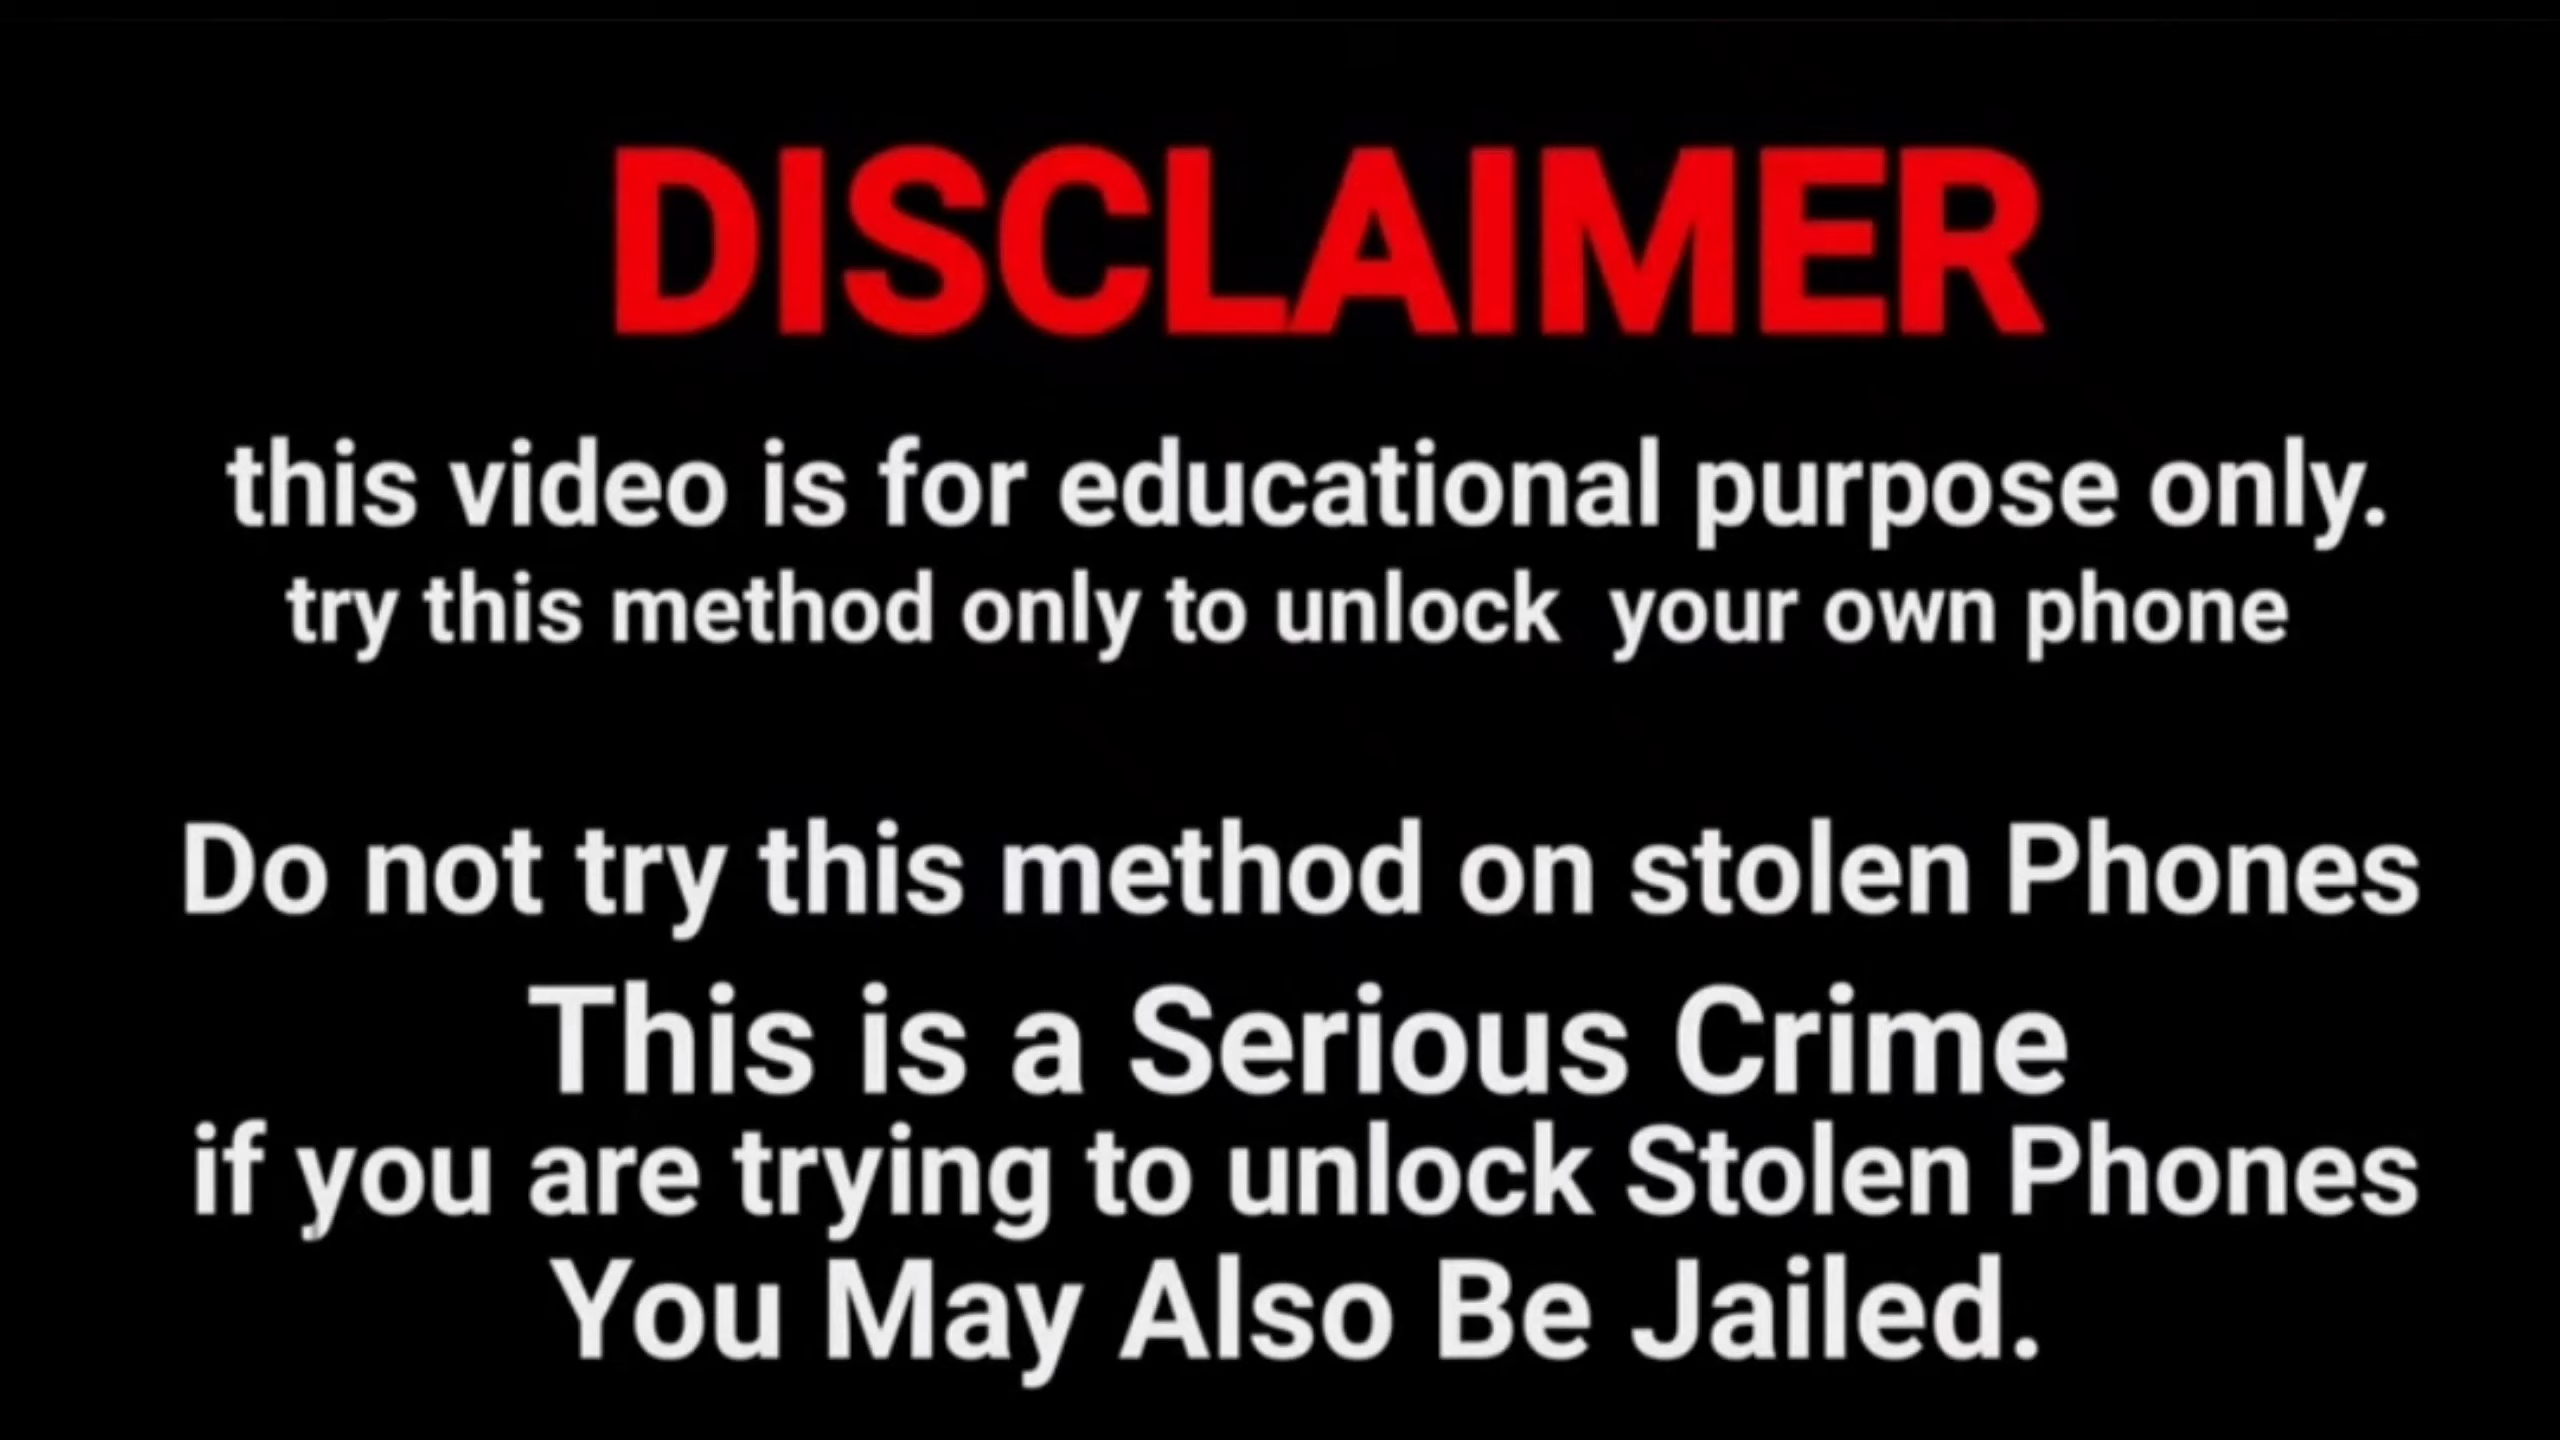 DISCLAIMER
this video is for educational purpose only.
try this method only to unlock your own phone
Do not try this method on stolen Phones
This is a Serious Crime
if you are trying to unlock Stolen Phones
You May Also Be Jailed.